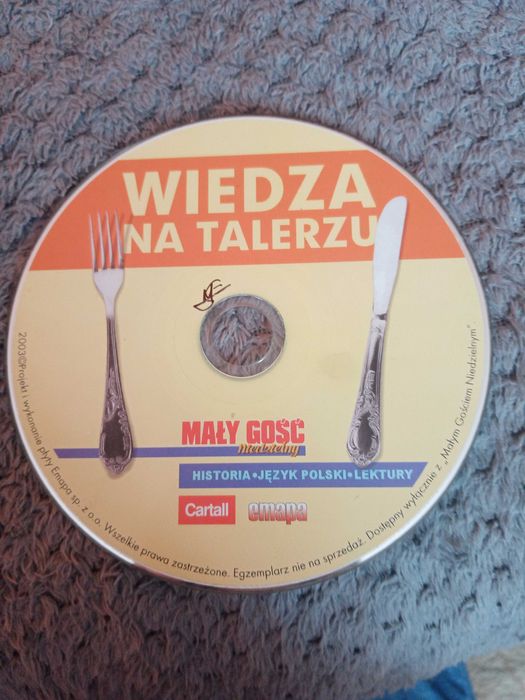 WIEDZA
NA TALERZU
MAŁY GOŚĆ
niedzielny
HISTORIA•JĘZYK POLSKI•LEKTURY
Cartall
emapa
2003©Projekt i wykonanie płyty Emapa sp. z o.o. Wszelkie prawa zastrzeżone. Egzemplarz nie na sprzedaż. Dostępny wyłącznie z „Małym Gościem Niedzielnym"